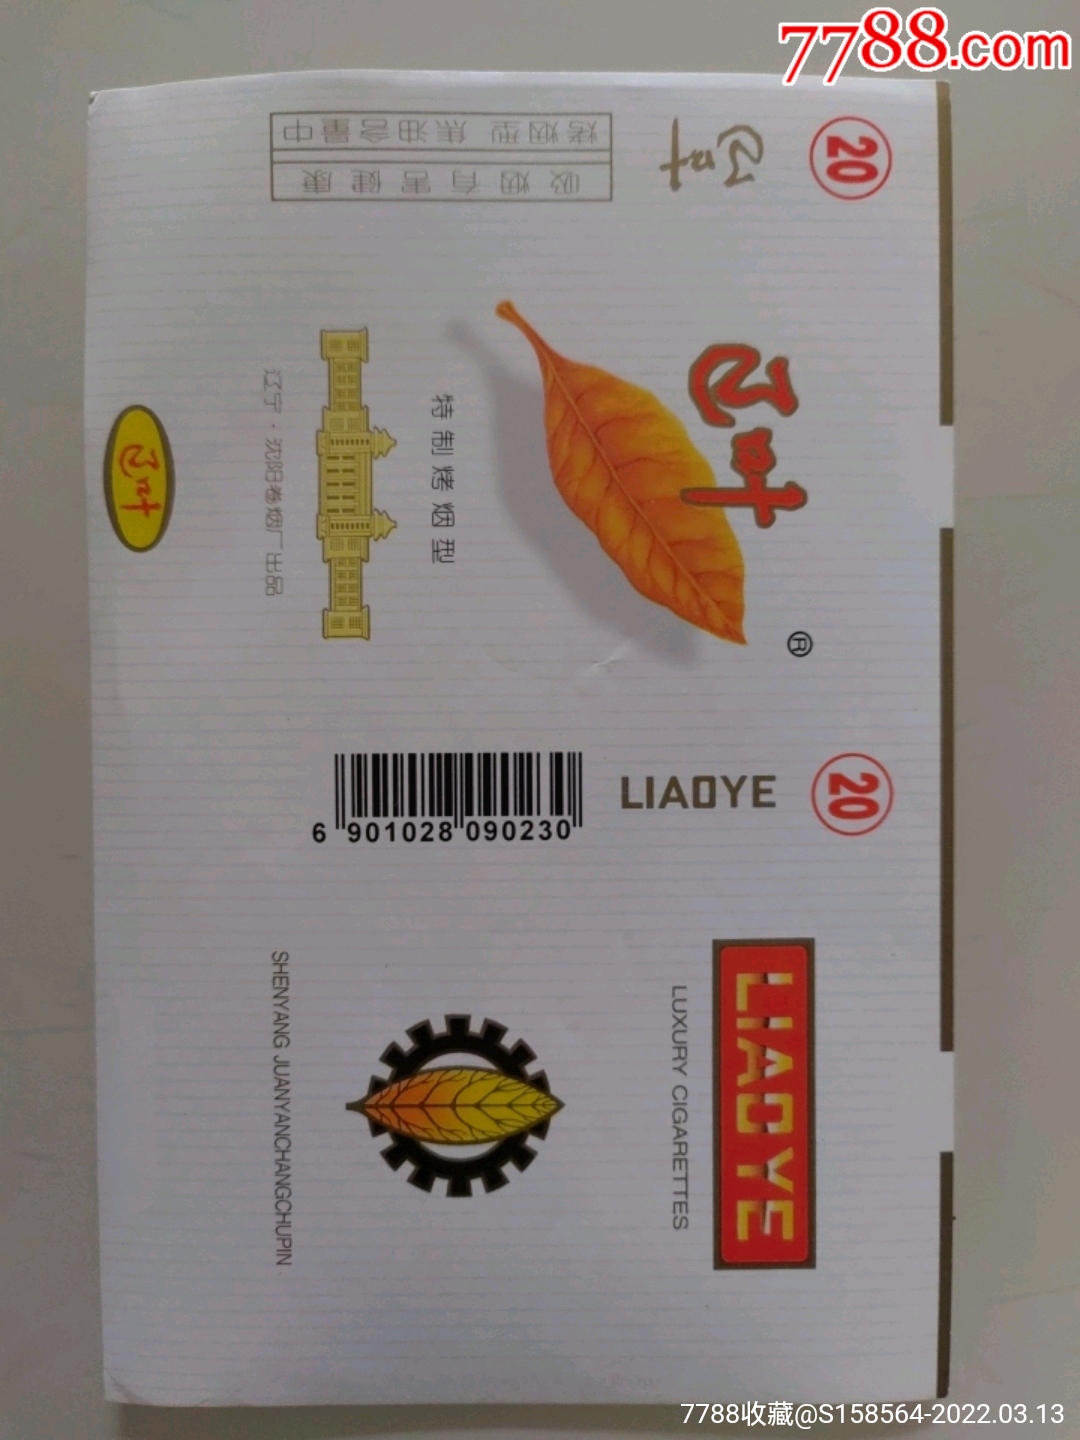 7788.com
烤烟型 焦油含量中
吸烟有害健康
辽叶
20
辽叶
®
特制烤烟型
辽宁·沈阳卷烟厂出品
辽叶
20
LIAOYE
6 901028 090230
LIAOYE
LUXURY CIGARETTES
SHENYANG JUANYANCHANGCHUPIN
7788收藏@S158564-2022.03.13